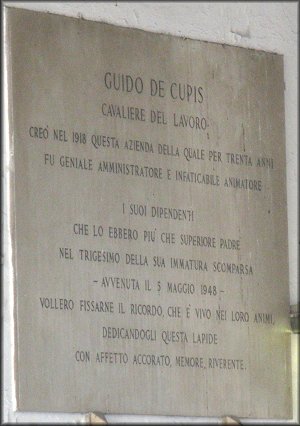 GUIDO DE CUPIS
CAVALIERE DEL LAVORO
CREÒ NEL 1918 QUESTA AZIENDA DELLA QUALE PER TRENTA ANNI
FU GENIALE AMMINISTRATORE E INFATICABILE ANIMATORE
I SUOI DIPENDENTI
CHE LO EBBERO PIU' CHE SUPERIORE PADRE
NEL TRIGESIMO DELLA SUA IMMATURA SCOMPARSA
- AVVENUTA IL 5 MAGGIO 1948 -
VOLLERO FISSARNE IL RICORDO, CHE È VIVO NEI LORO ANIMI,
DEDICANDOGLI QUESTA LAPIDE
CON AFFETTO ACCORATO, MEMORE, RIVERENTE.